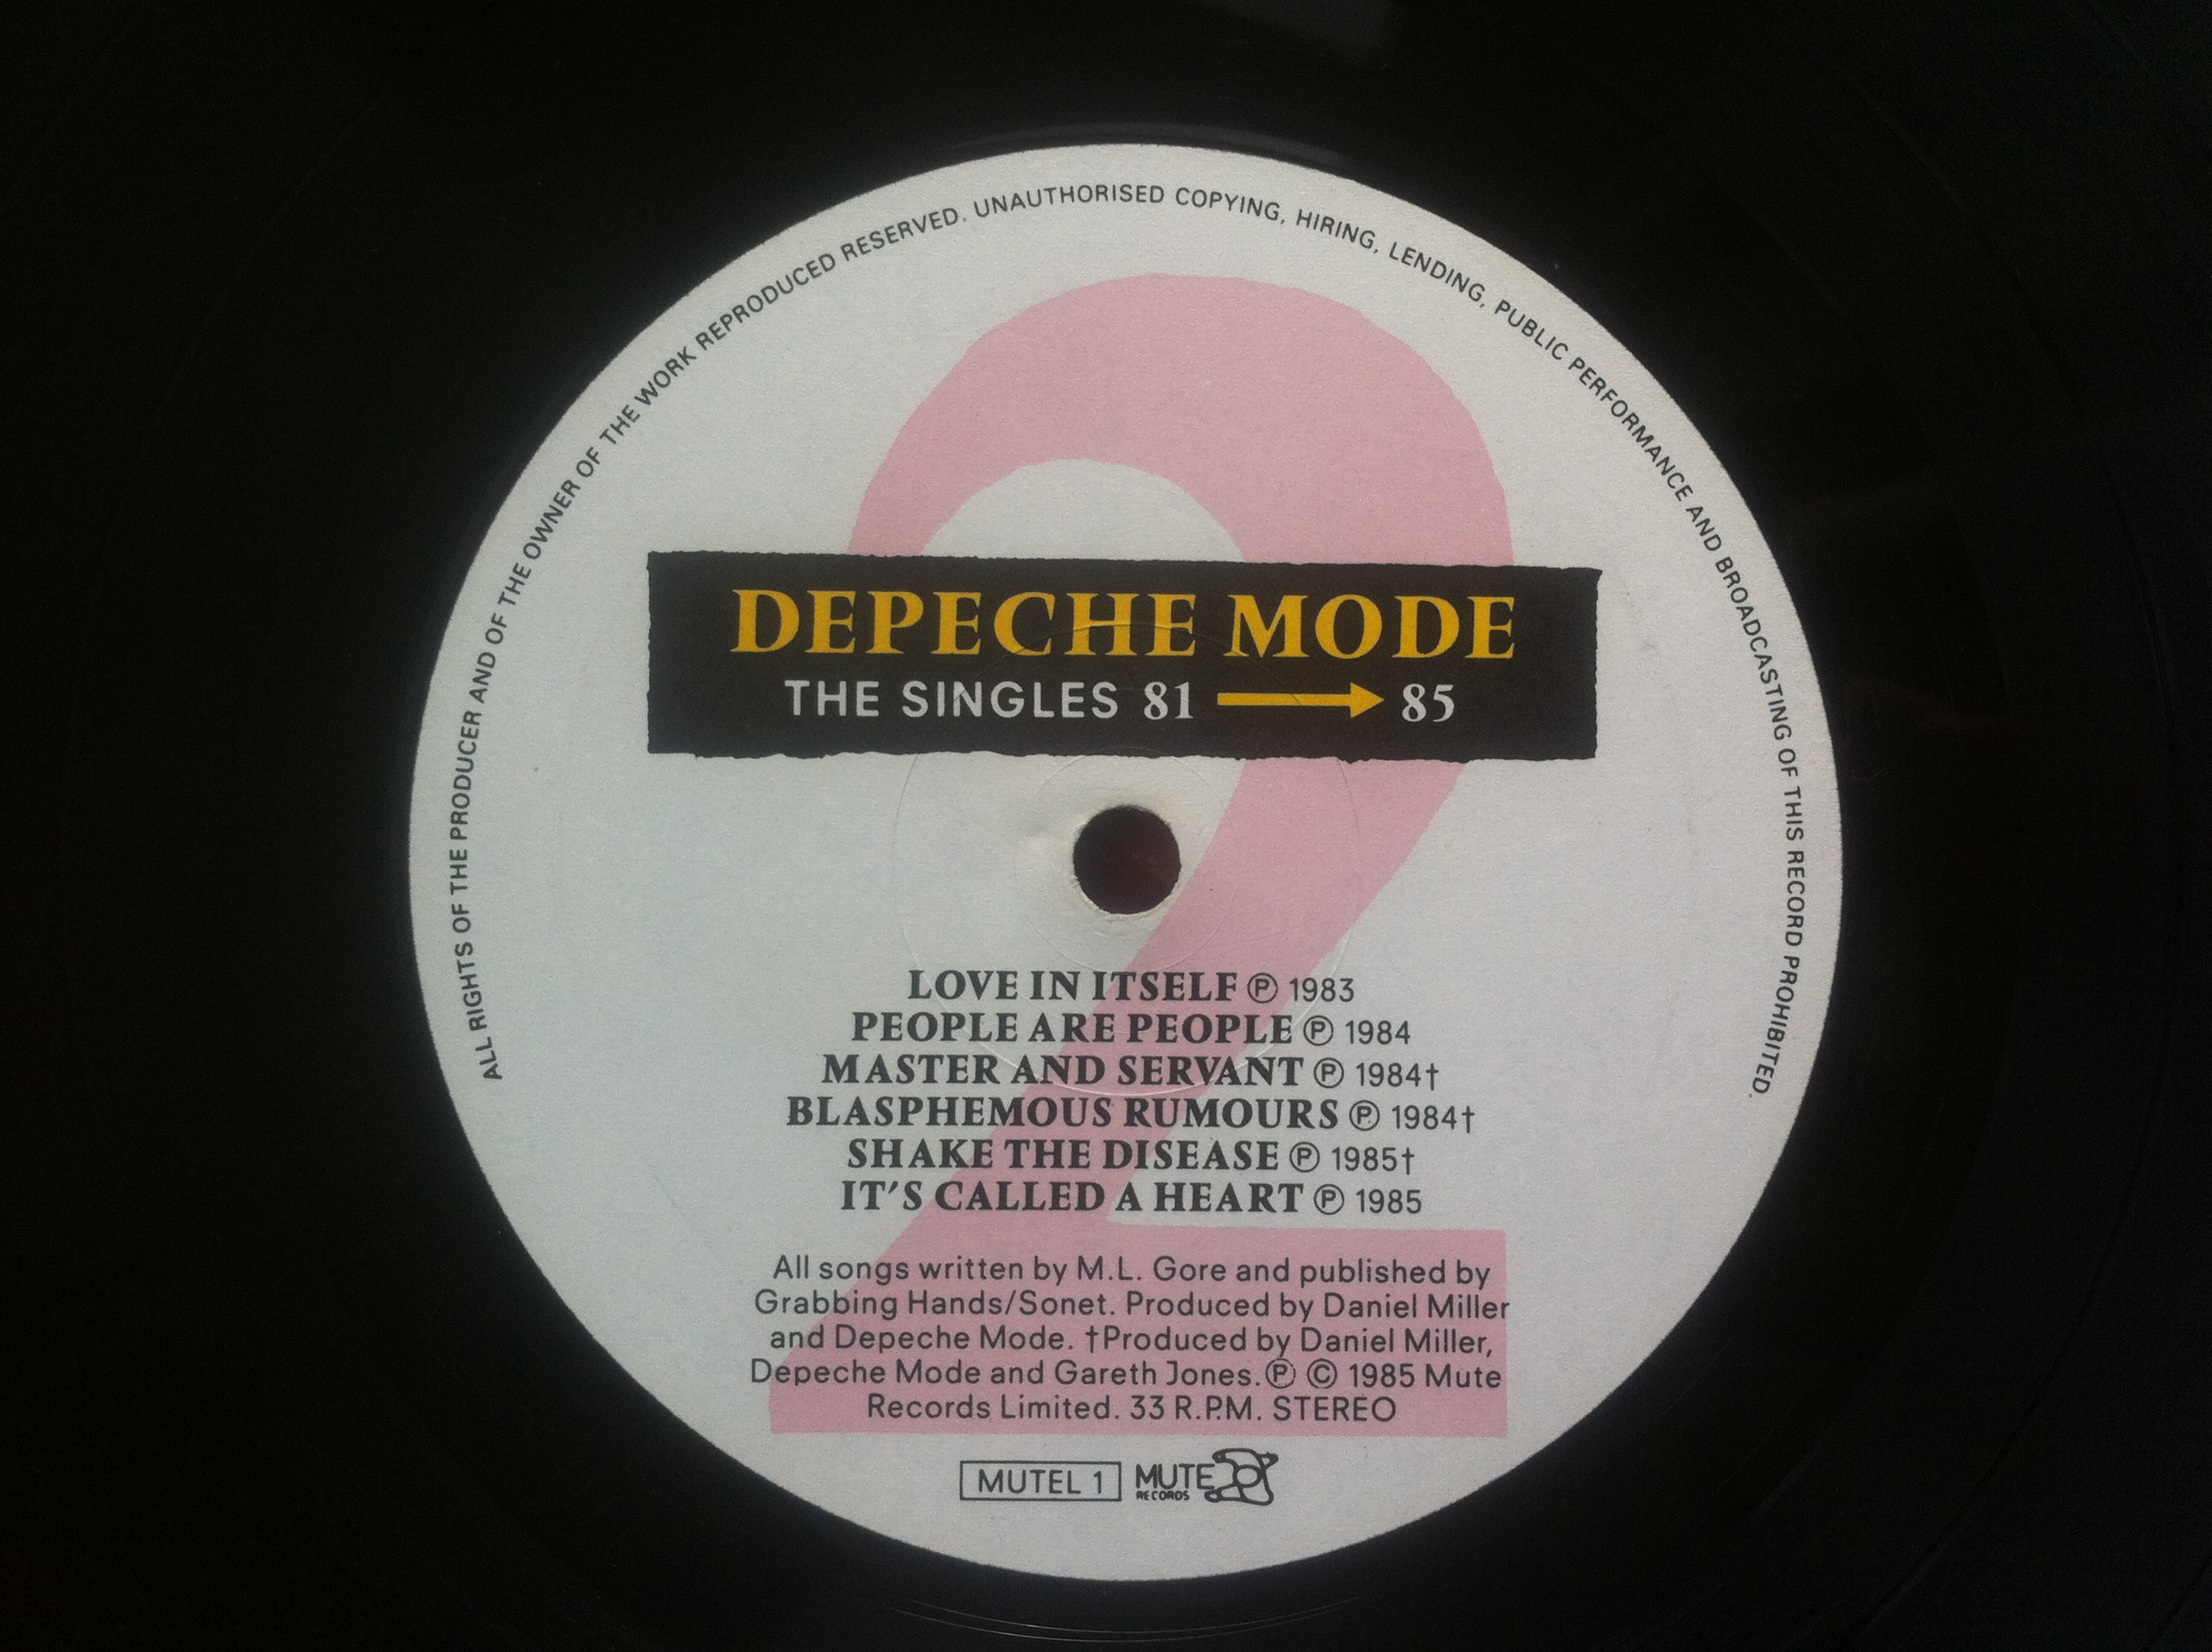 ALL RIGHTS OF THE PRODUCER AND OF THE OWNER OF THE WORK REPRODUCED RESERVED. UNAUTHORISED COPYING, HIRING, LENDING, PUBLIC PERFORMANCE AND BROADCASTING OF THIS RECORD PROHIBITED.
2
DEPECHE MODE
THE SINGLES 81 → 85
LOVE IN ITSELF ℗ 1983
PEOPLE ARE PEOPLE ℗ 1984
MASTER AND SERVANT ℗ 1984†
BLASPHEMOUS RUMOURS ℗ 1984†
SHAKE THE DISEASE ℗ 1985†
IT'S CALLED A HEART ℗ 1985
All songs written by M.L. Gore and published by
Grabbing Hands/Sonet. Produced by Daniel Miller
and Depeche Mode. †Produced by Daniel Miller,
Depeche Mode and Gareth Jones. ℗ © 1985 Mute
Records Limited. 33 R.P.M. STEREO
MUTEL 1 MUTE
RECORDS